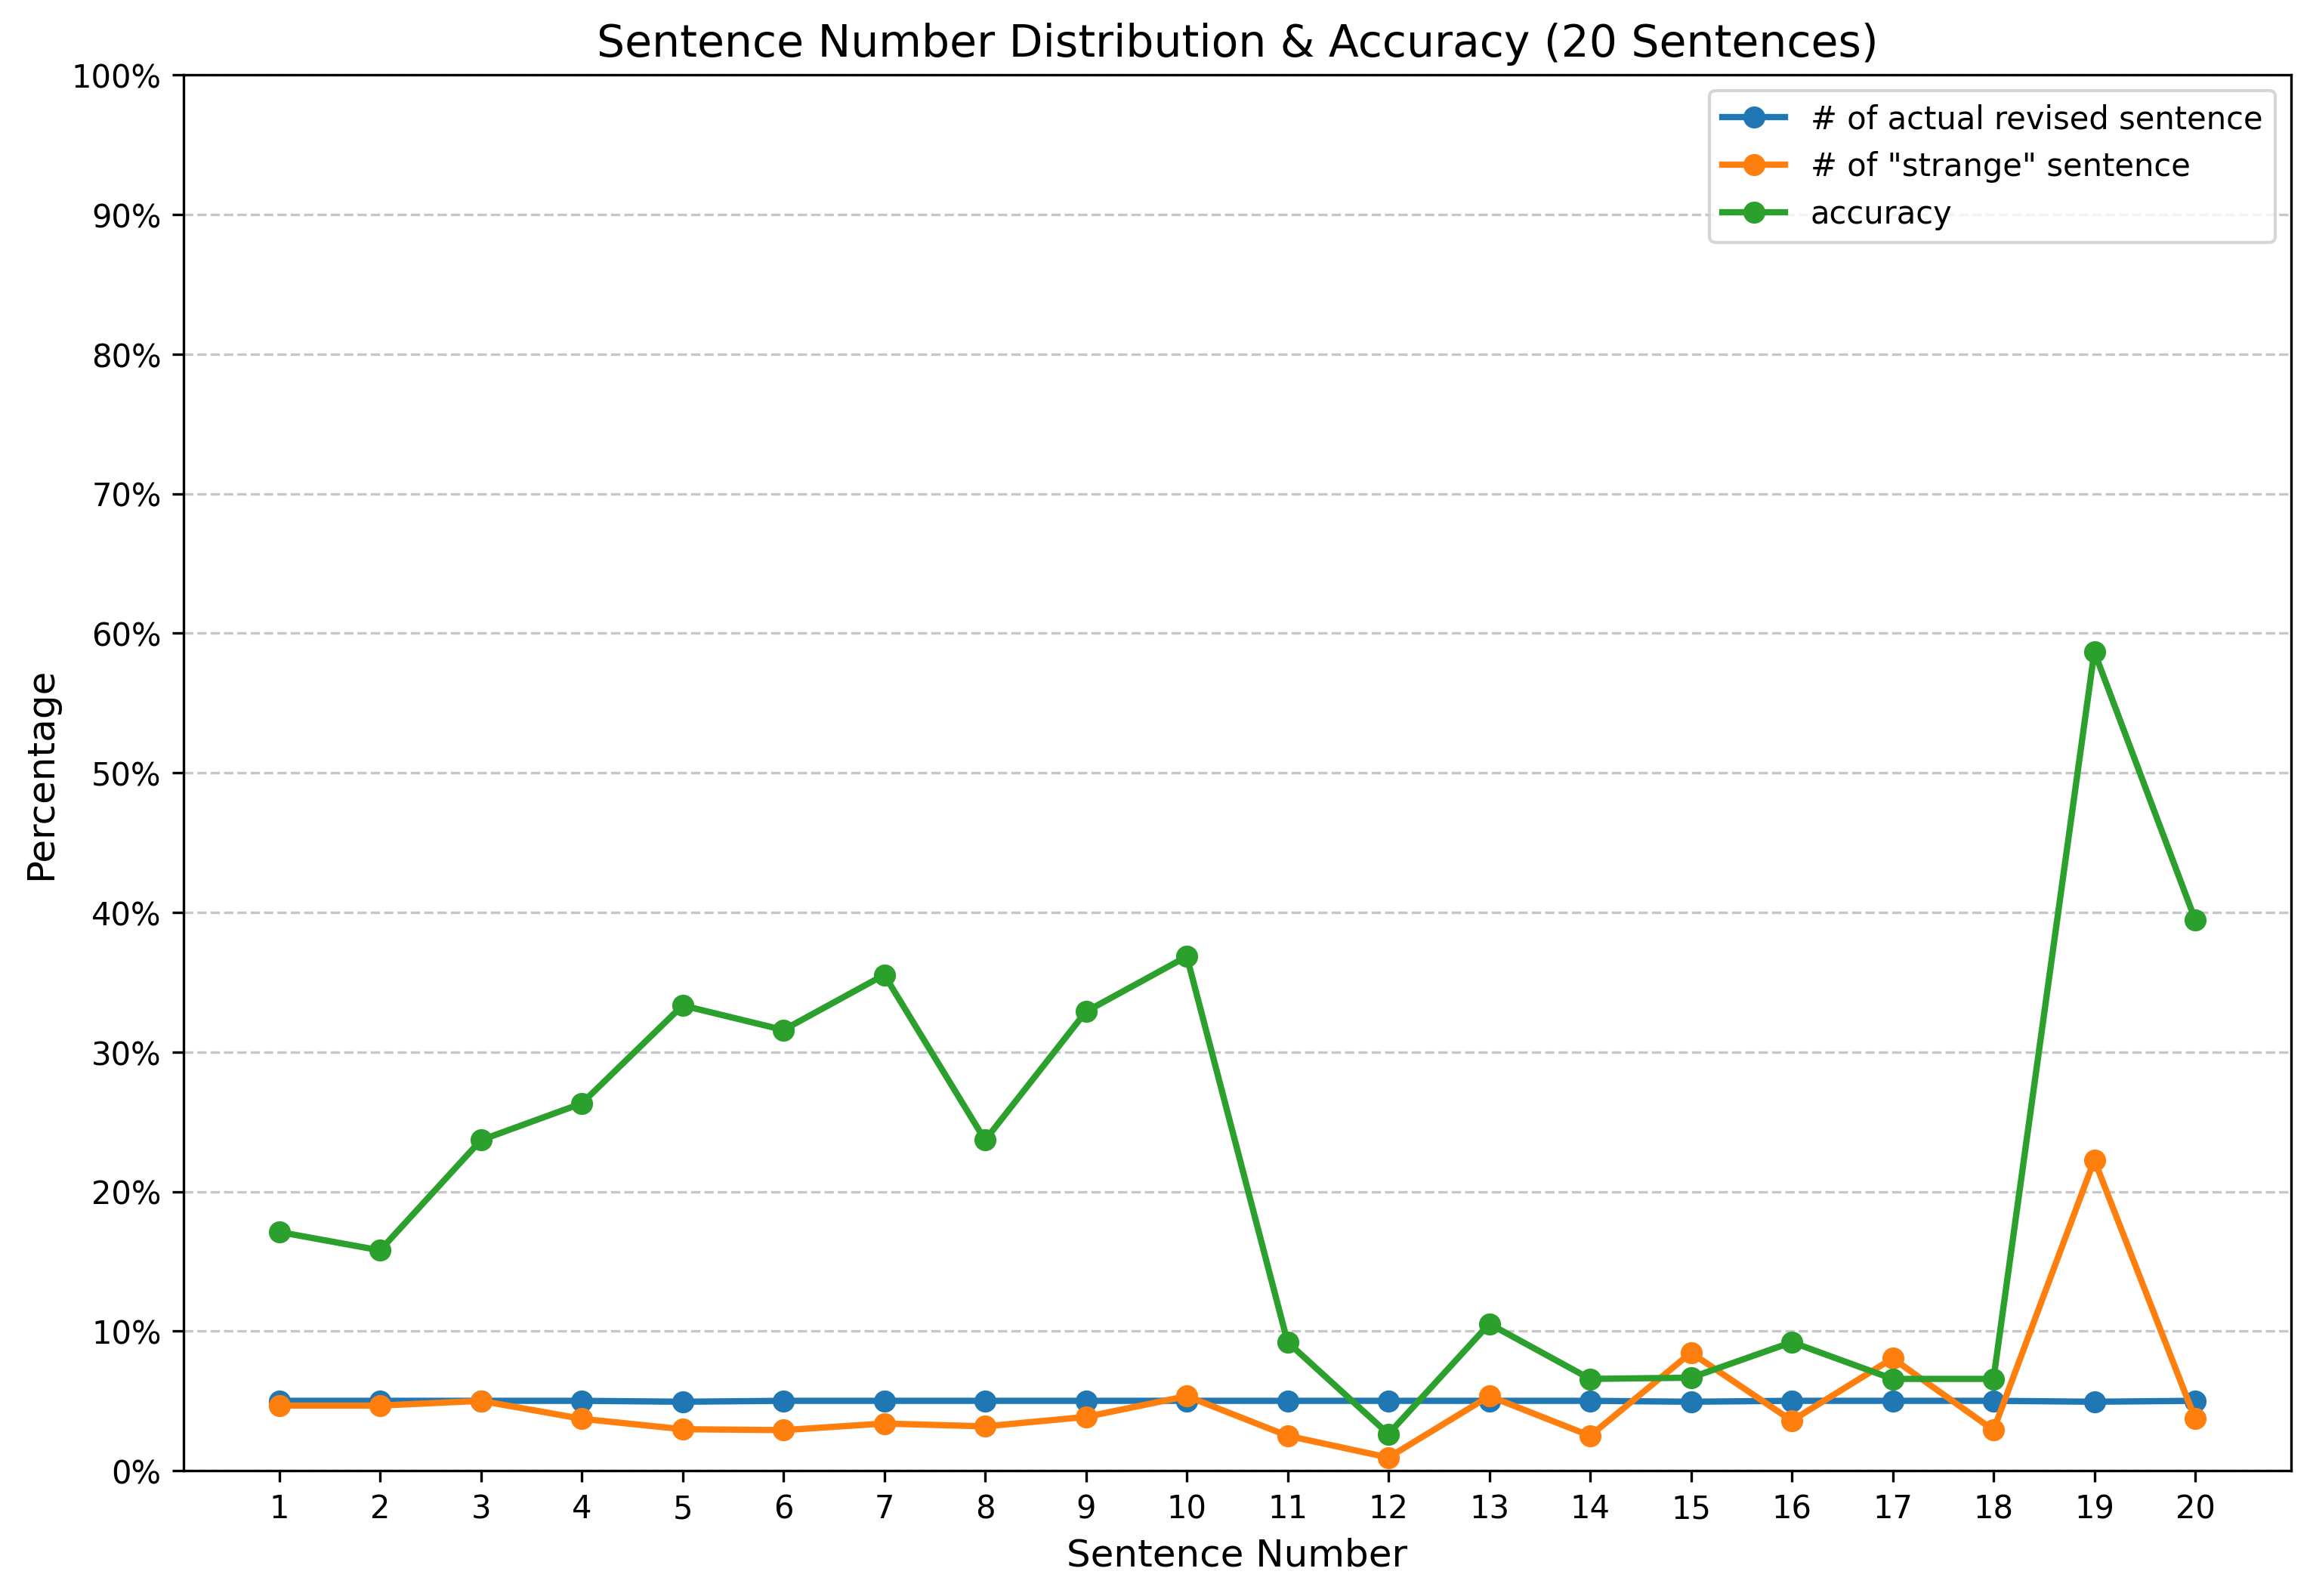 Sentence Number Distribution & Accuracy (20 Sentences)
100%
90%
80%
70%
60%
50%
40%
30%
20%
10%
0%
Percentage
# of actual revised sentence
# of "strange" sentence
accuracy
1 2 3 4 5 6 7 8 9 10 11 12 13 14 15 16 17 18 19 20
Sentence Number